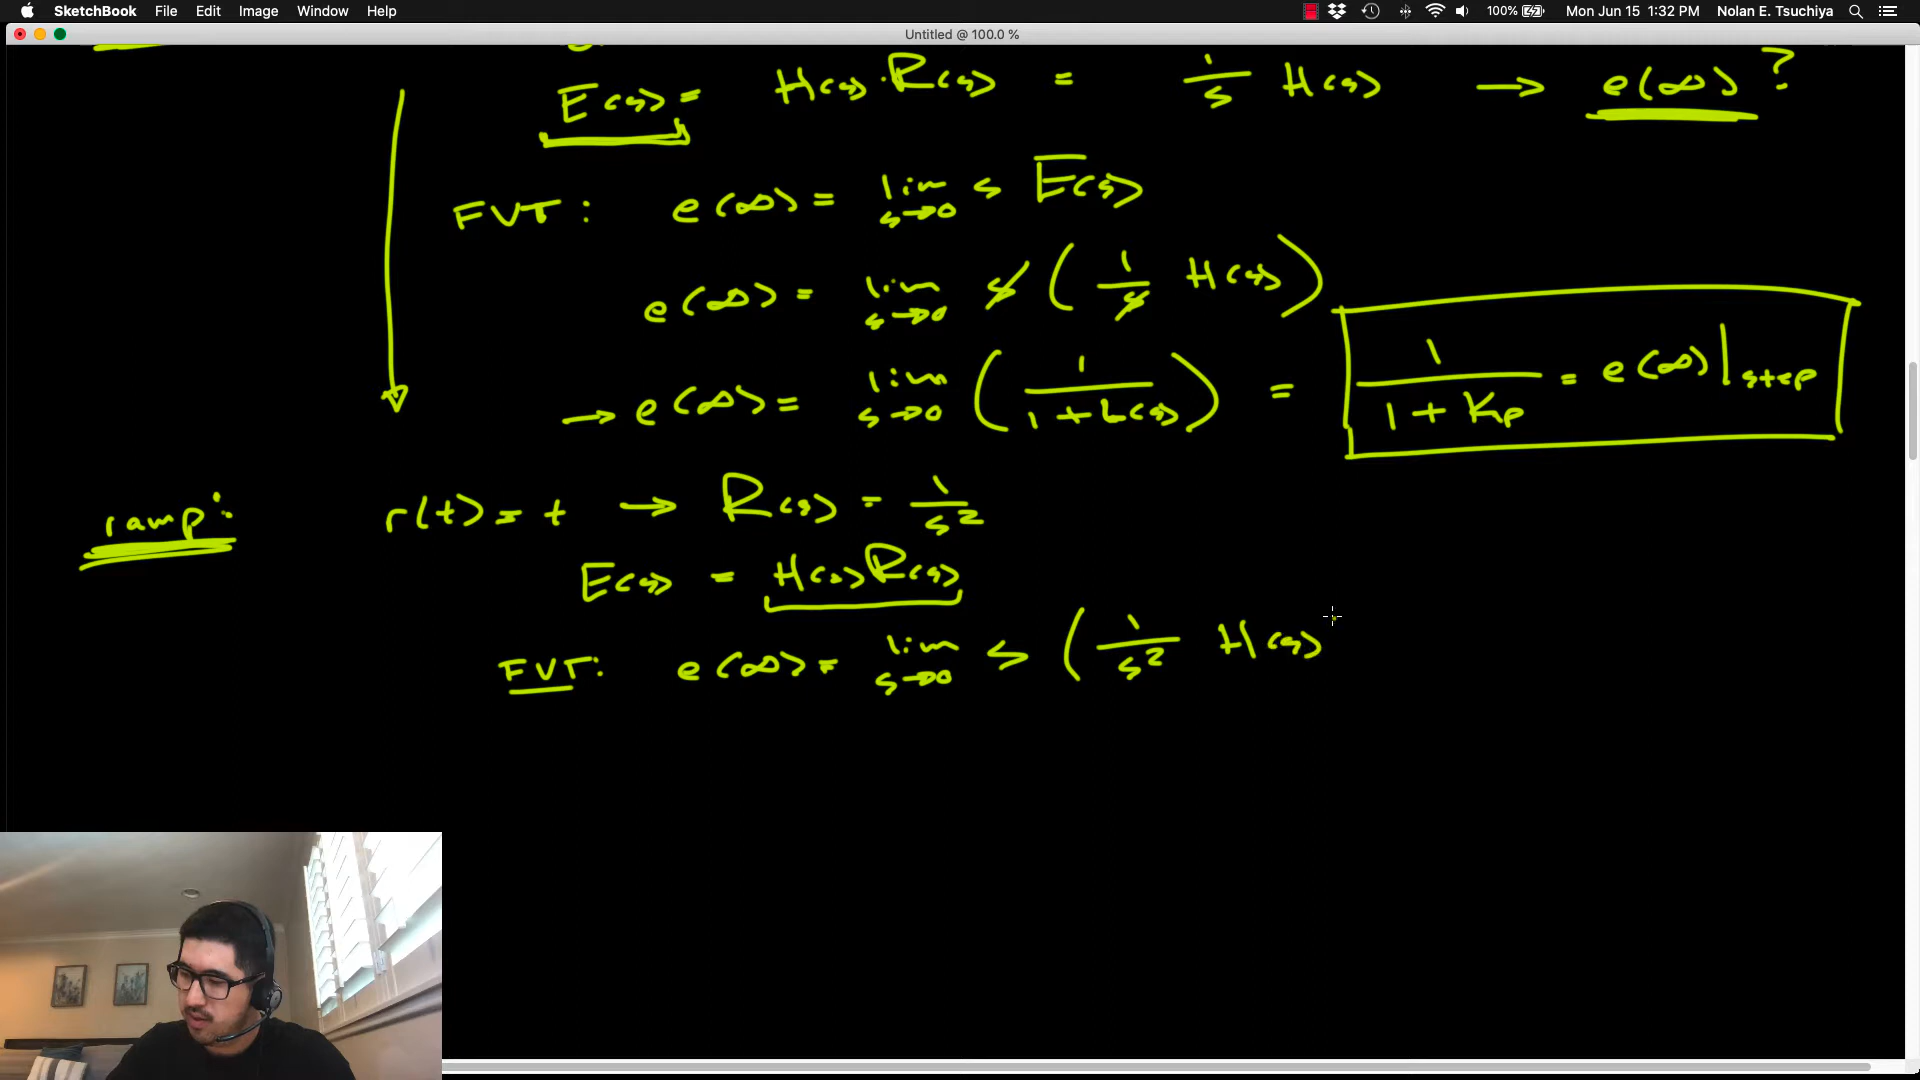 SketchBook File Edit Image Window Help 100% Mon Jun 15 1:32 PM Nolan E. Tsuchiya
Untitled @ 100.0 %
E(s) = H(s)·R(s) = 1/s H(s) → e(∞) ?
FVT: e(∞) = lim s→0 s E(s)
e(∞) = lim s→0 s ( 1/s H(s) )
→ e(∞) = lim s→0 ( 1/(1 + L(s)) ) = 1/(1 + Kp) = e(∞)|step
ramp: r(t) = t → R(s) = 1/s²
E(s) = H(s)R(s)
FVT: e(∞) = lim s→0 s ( 1/s² H(s)